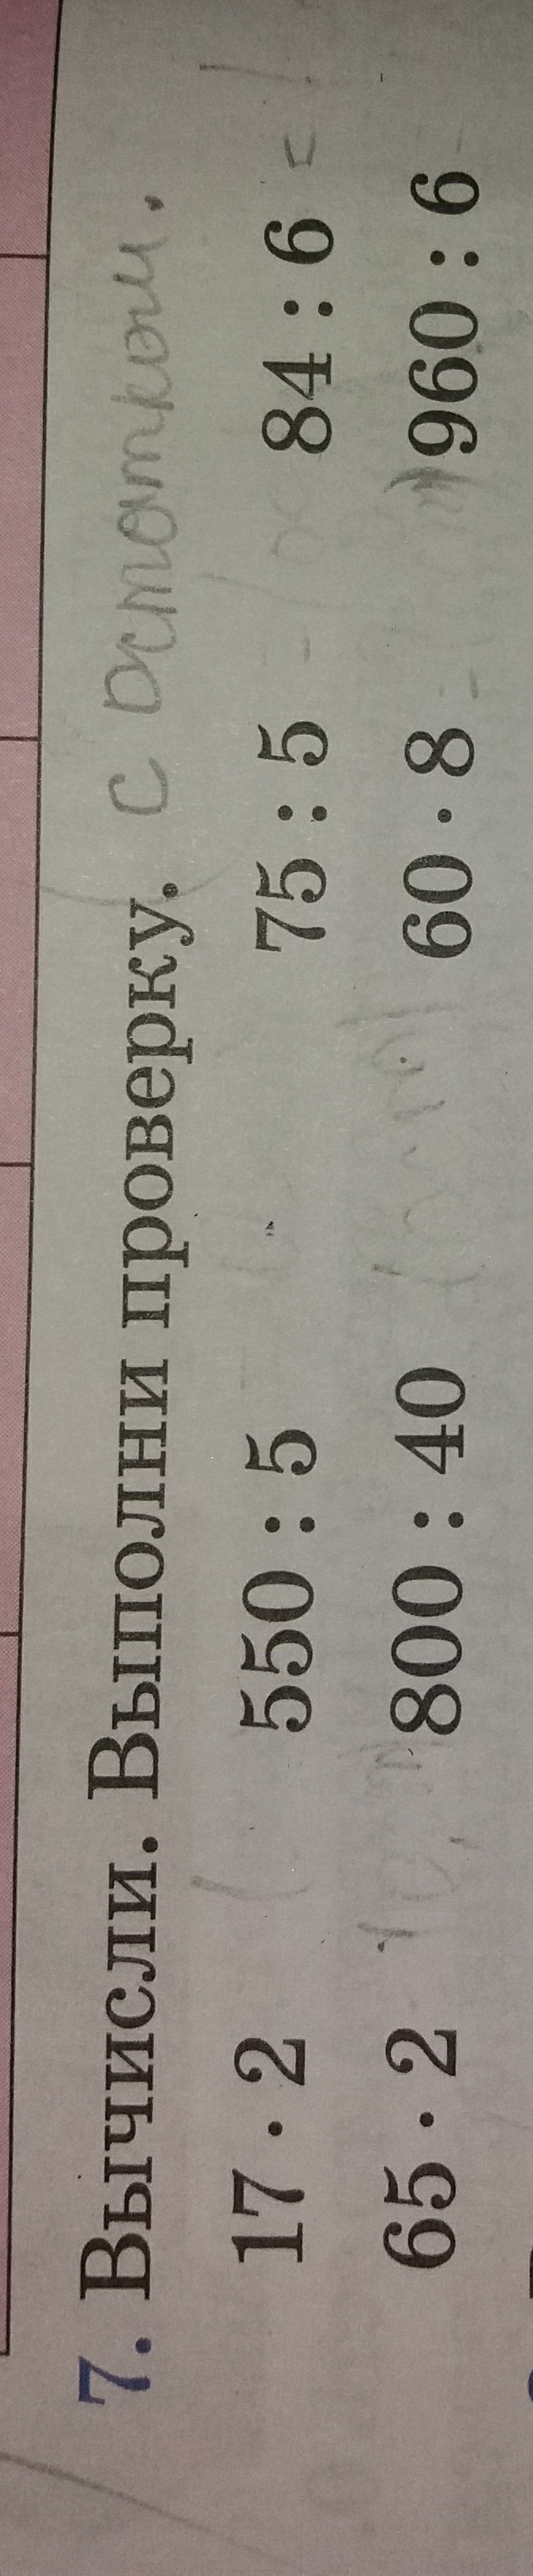 7. Вычисли. Выполни проверку. с остатком.
17 · 2 550 : 5 75 : 5 84 : 6
65 · 2 800 : 40 60 · 8 960 : 6